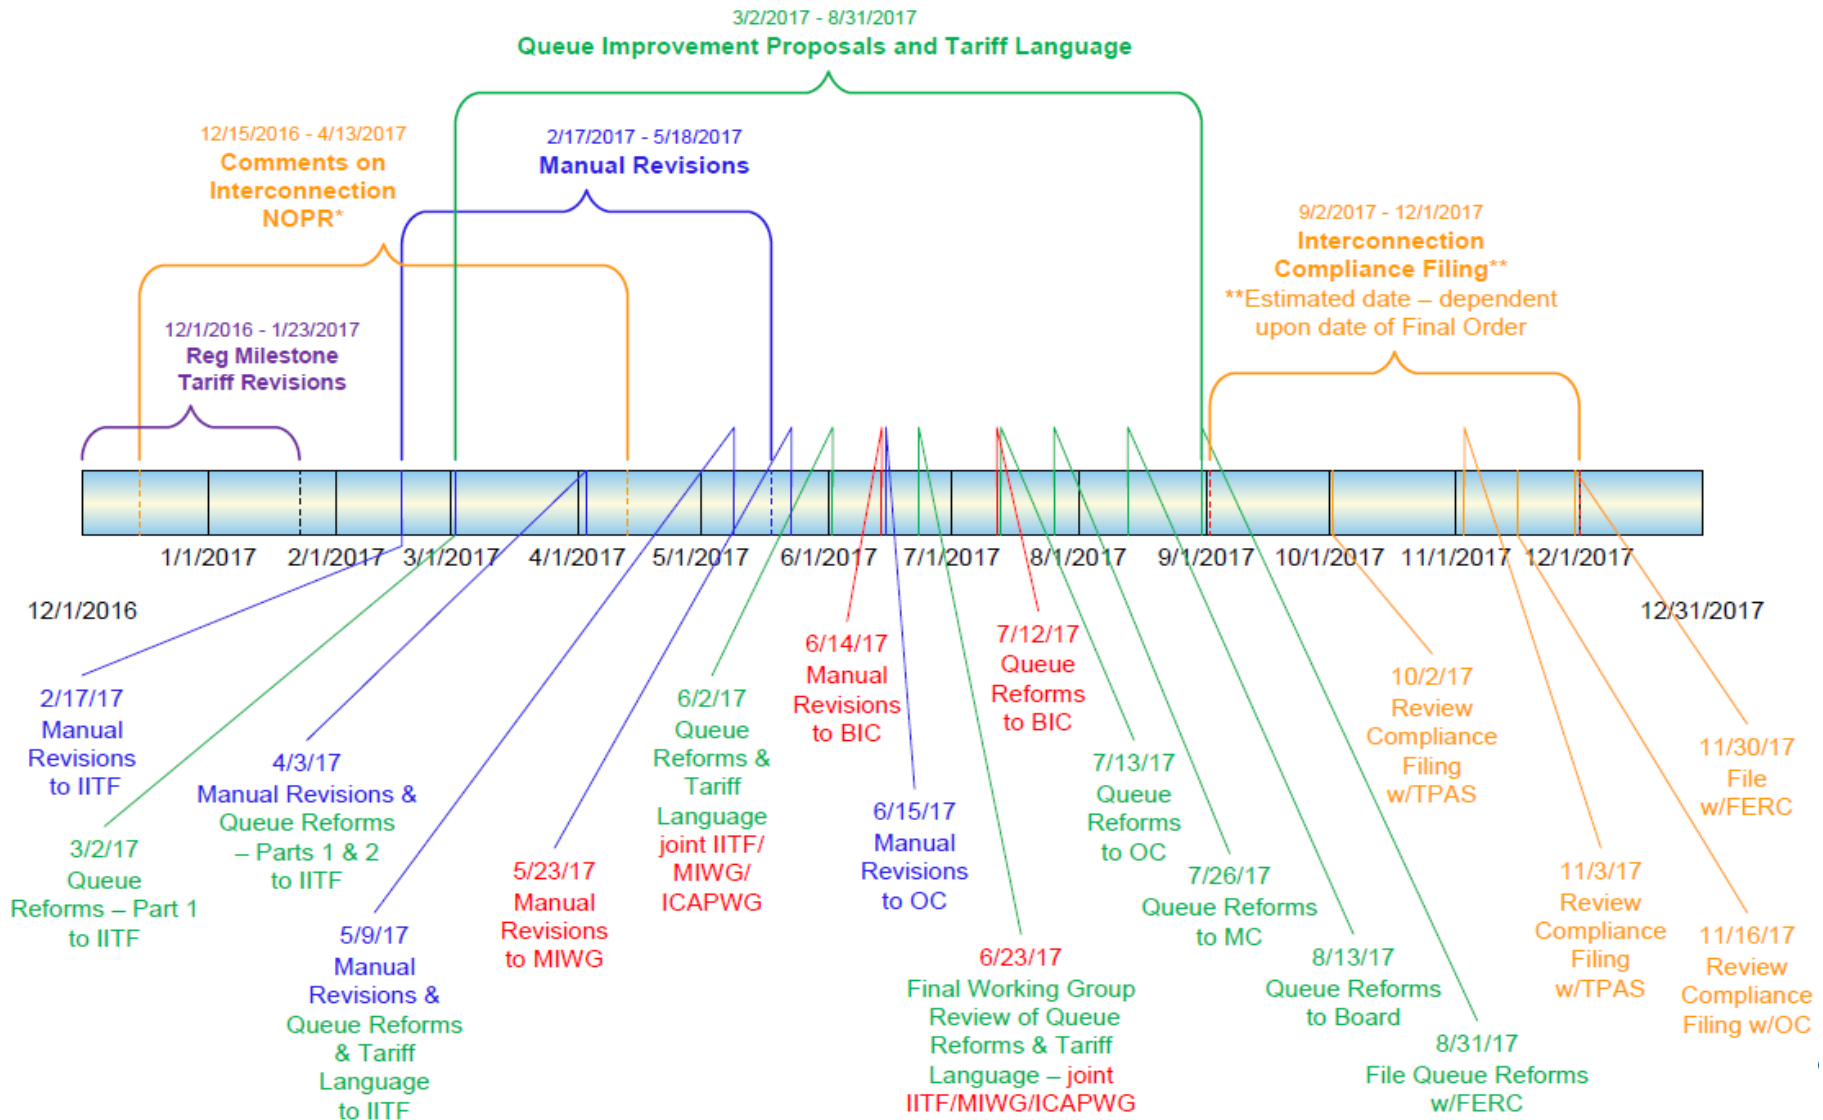 3/2/2017 - 8/31/2017
Queue Improvement Proposals and Tariff Language
12/15/2016 - 4/13/2017
Comments on
Interconnection
NOPR*
2/17/2017 - 5/18/2017
Manual Revisions
9/2/2017 - 12/1/2017
Interconnection
Compliance Filing**
**Estimated date – dependent
upon date of Final Order
12/1/2016 - 1/23/2017
Reg Milestone
Tariff Revisions
1/1/2017
2/1/2017
3/1/2017
4/1/2017
5/1/2017
6/1/2017
7/1/2017
8/1/2017
9/1/2017
10/1/2017
11/1/2017
12/1/2017
12/1/2016
12/31/2017
2/17/17
Manual
Revisions
to IITF
3/2/17
Queue
Reforms – Part 1
to IITF
4/3/17
Manual Revisions &
Queue Reforms
– Parts 1 & 2
to IITF
5/9/17
Manual
Revisions &
Queue Reforms
& Tariff
Language
to IITF
5/23/17
Manual
Revisions
to MIWG
6/2/17
Queue
Reforms &
Tariff
Language
joint IITF/
MIWG/
ICAPWG
6/14/17
Manual
Revisions
to BIC
6/15/17
Manual
Revisions
to OC
6/23/17
Final Working Group
Review of Queue
Reforms & Tariff
Language – joint
IITF/MIWG/ICAPWG
7/12/17
Queue
Reforms
to BIC
7/13/17
Queue
Reforms
to OC
7/26/17
Queue Reforms
to MC
8/13/17
Queue Reforms
to Board
8/31/17
File Queue Reforms
w/FERC
10/2/17
Review
Compliance
Filing
w/TPAS
11/3/17
Review
Compliance
Filing
w/TPAS
11/16/17
Review
Compliance
Filing w/OC
11/30/17
File
w/FERC